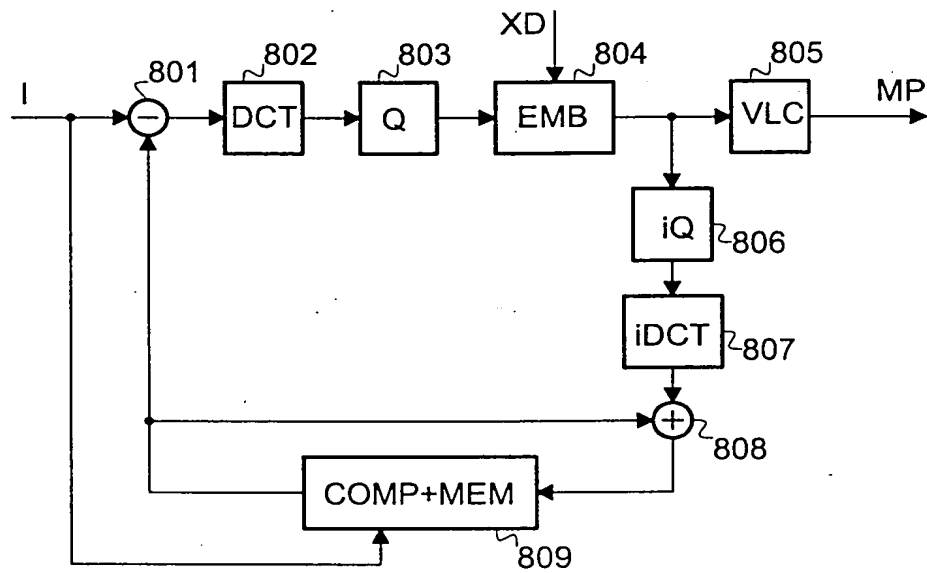 XD
801
802
803
804
805
I
DCT
Q
EMB
VLC
MP
iQ
806
iDCT
807
808
COMP+MEM
809